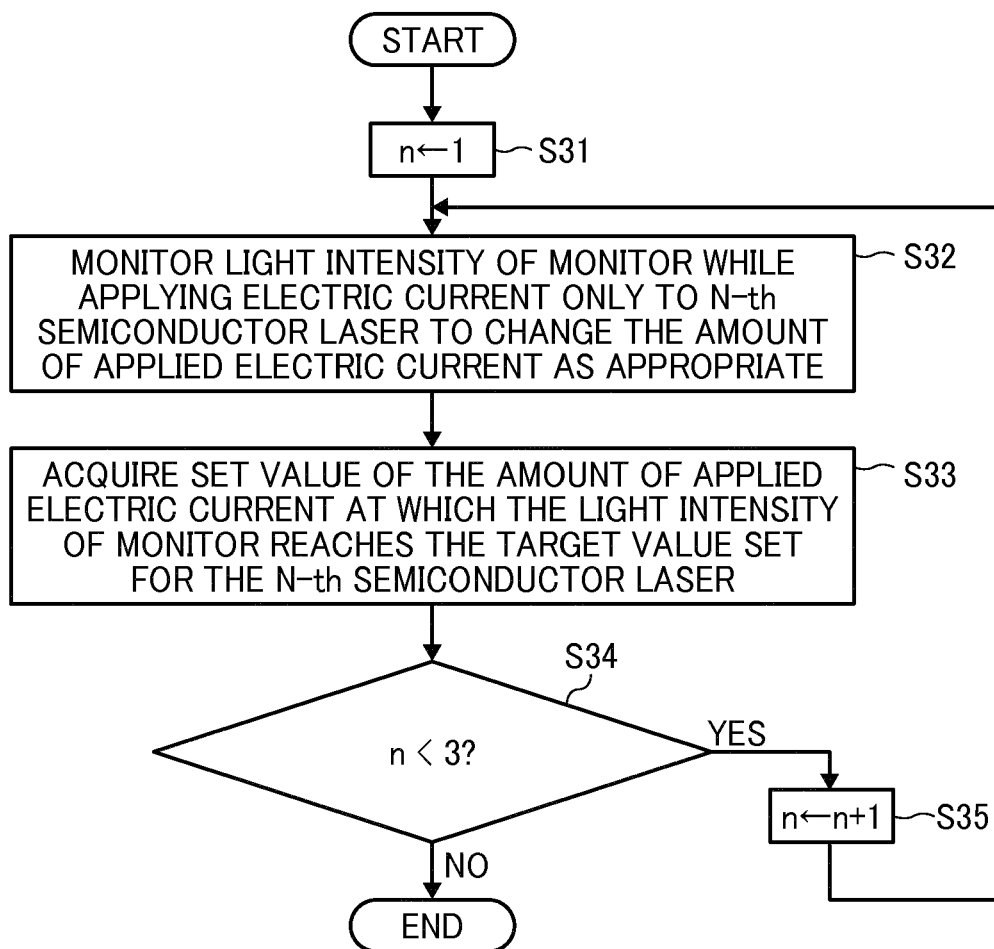 START
n←1
S31
MONITOR LIGHT INTENSITY OF MONITOR WHILE
APPLYING ELECTRIC CURRENT ONLY TO N-th
SEMICONDUCTOR LASER TO CHANGE THE AMOUNT
OF APPLIED ELECTRIC CURRENT AS APPROPRIATE
S32
ACQUIRE SET VALUE OF THE AMOUNT OF APPLIED
ELECTRIC CURRENT AT WHICH THE LIGHT INTENSITY
OF MONITOR REACHES THE TARGET VALUE SET
FOR THE N-th SEMICONDUCTOR LASER
S33
S34
n < 3?
YES
n←n+1
S35
NO
END